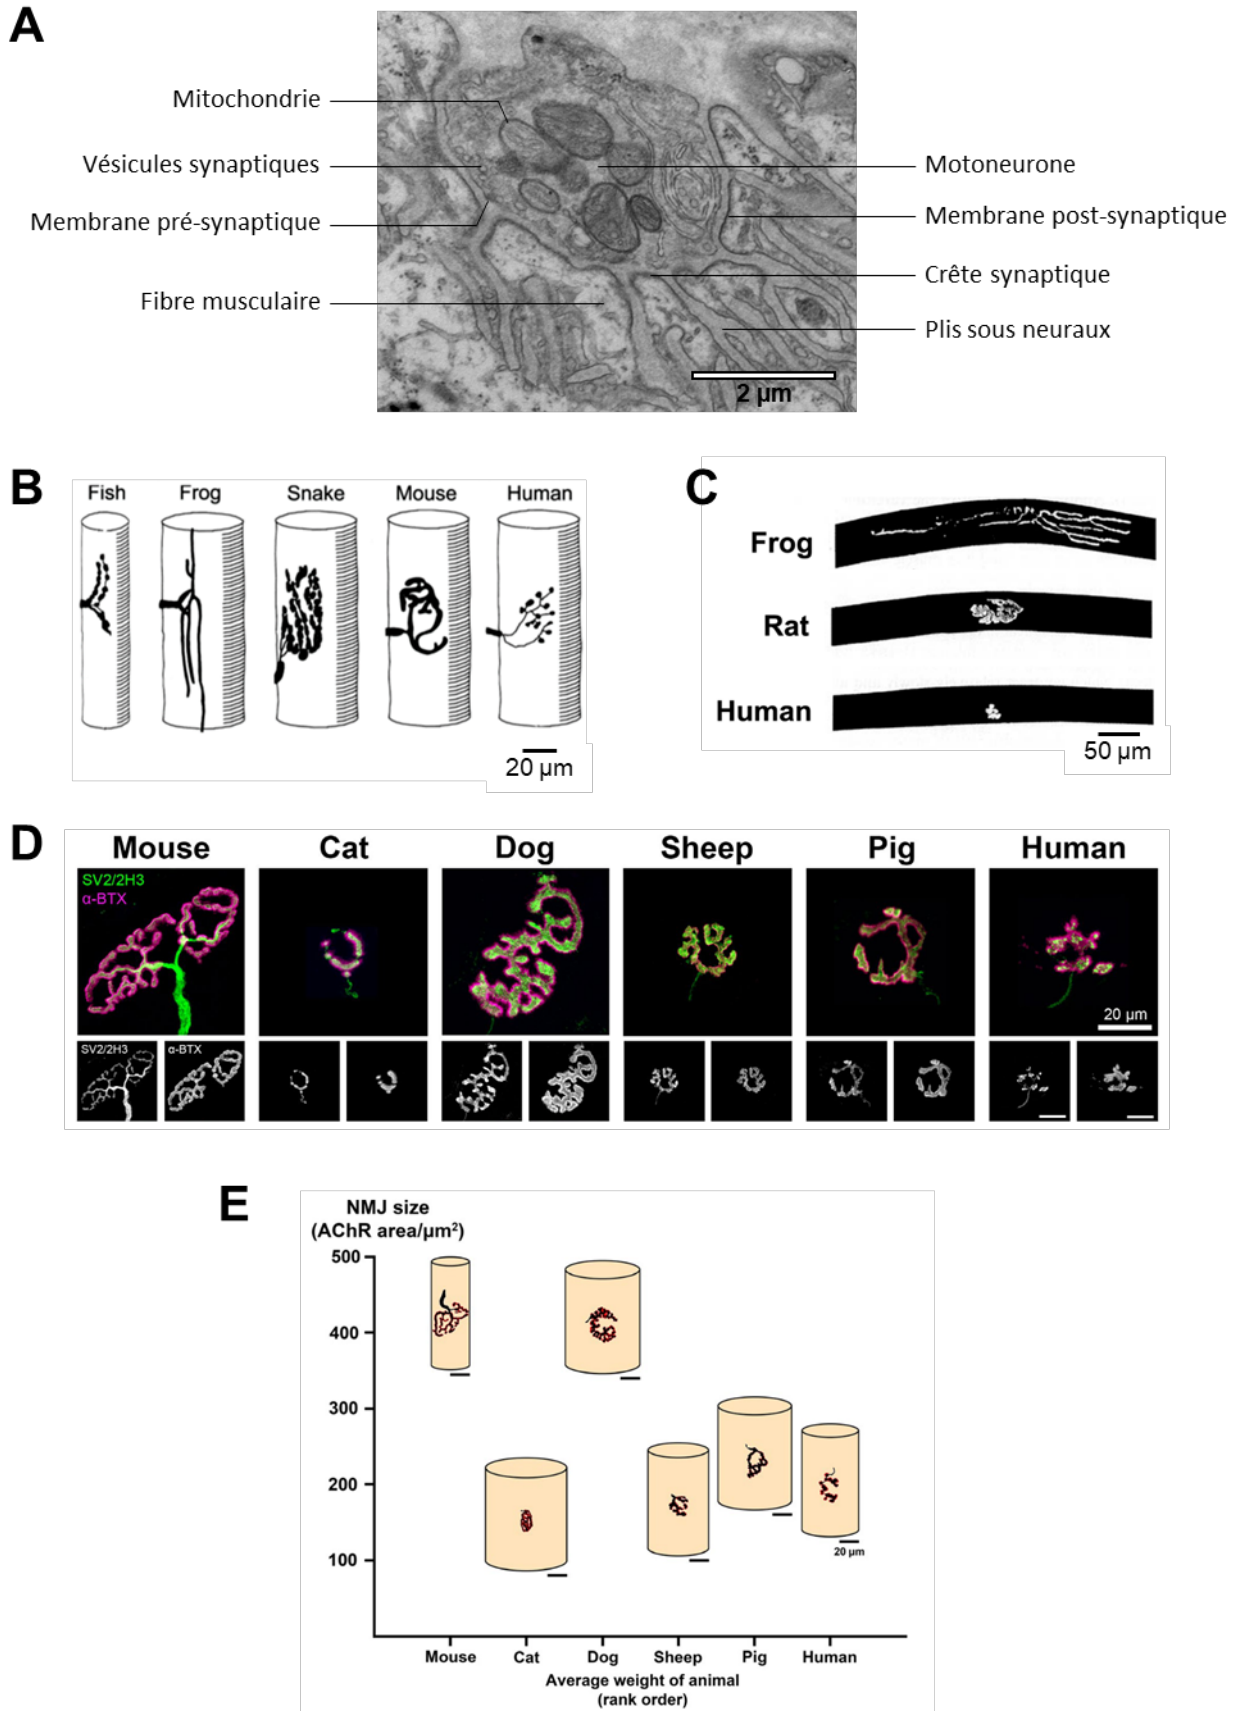 A
Mitochondrie
Vésicules synaptiques
Membrane pré-synaptique
Fibre musculaire
Motoneurone
Membrane post-synaptique
Crête synaptique
Plis sous neuraux
2 µm
B
Fish Frog Snake Mouse Human
20 µm
C
Frog
Rat
Human
50 µm
D
Mouse Cat Dog Sheep Pig Human
SV2/2H3
α-BTX
20 µm
SV2/2H3 α-BTX
E
NMJ size
(AChR area/µm²)
500
400
300
200
100
20 µm
Mouse Cat Dog Sheep Pig Human
Average weight of animal
(rank order)